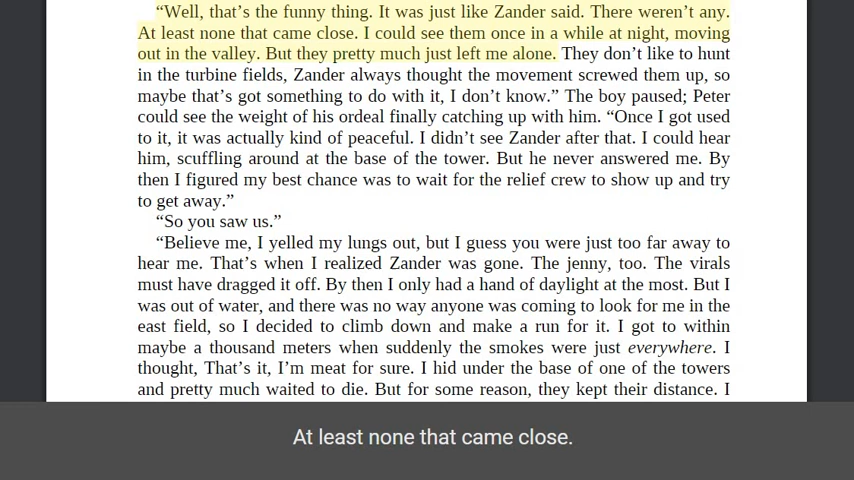 “Well, that’s the funny thing. It was just like Zander said. There weren’t any.
At least none that came close. I could see them once in a while at night, moving
out in the valley. But they pretty much just left me alone. They don’t like to hunt
in the turbine fields, Zander always thought the movement screwed them up, so
maybe that’s got something to do with it, I don’t know.” The boy paused; Peter
could see the weight of his ordeal finally catching up with him. “Once I got used
to it, it was actually kind of peaceful. I didn’t see Zander after that. I could hear
him, scuffling around at the base of the tower. But he never answered me. By
then I figured my best chance was to wait for the relief crew to show up and try
to get away.”
“So you saw us.”
“Believe me, I yelled my lungs out, but I guess you were just too far away to
hear me. That’s when I realized Zander was gone. The jenny, too. The virals
must have dragged it off. By then I only had a hand of daylight at the most. But I
was out of water, and there was no way anyone was coming to look for me in the
east field, so I decided to climb down and make a run for it. I got to within
maybe a thousand meters when suddenly the smokes were just everywhere. I
thought, That’s it, I’m meat for sure. I hid under the base of one of the towers
and pretty much waited to die. But for some reason, they kept their distance. I
At least none that came close.